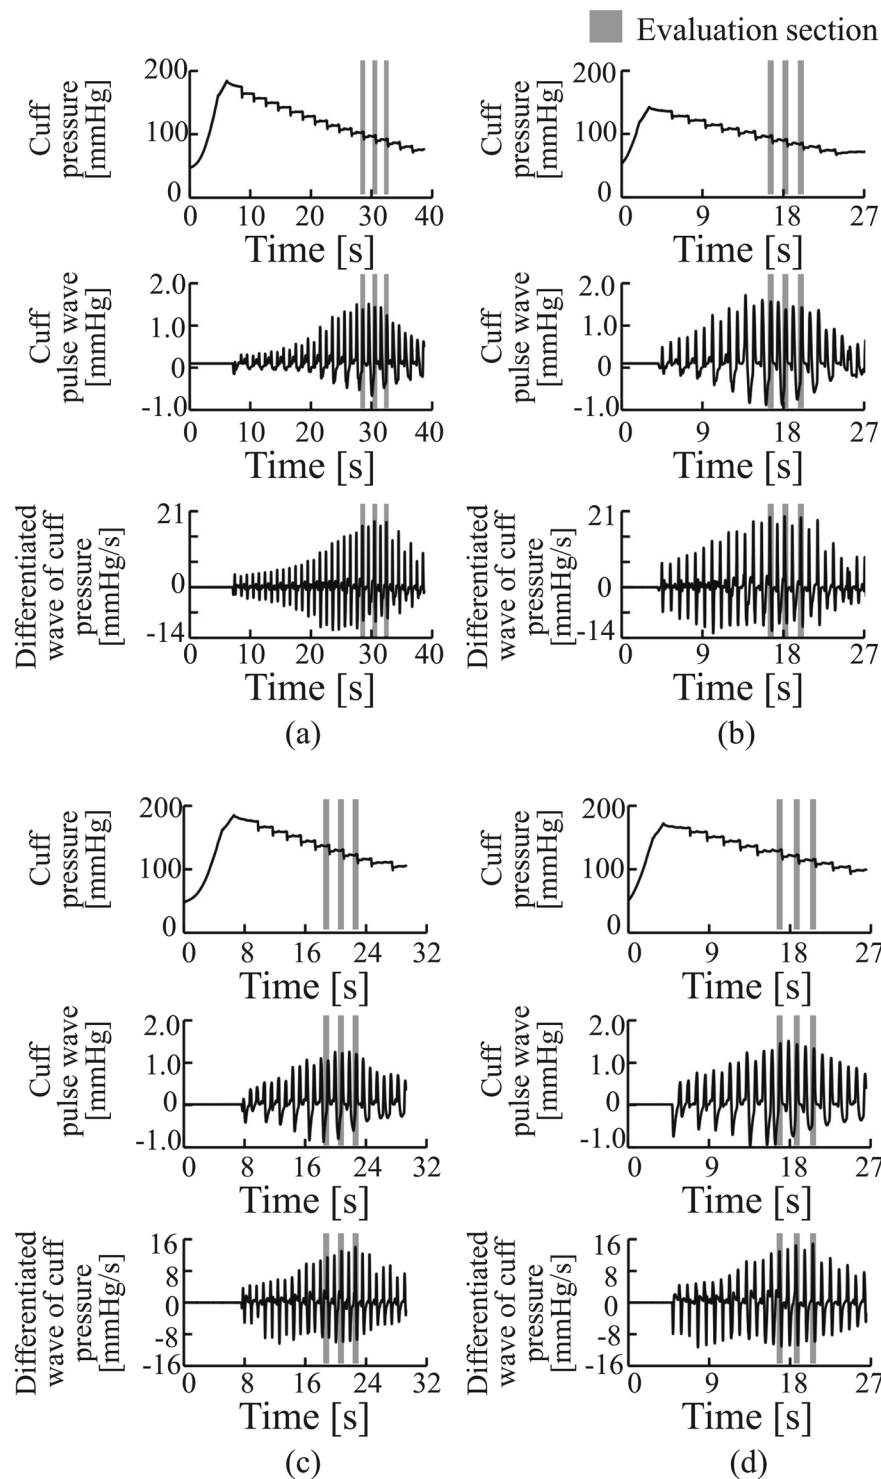 Evaluation section
Cuff
pressure
[mmHg]
200
100
0
0 10 20 30 40
Time [s]
Cuff
pressure
[mmHg]
200
100
0
0 9 18 27
Time [s]
Cuff
pulse wave
[mmHg]
2.0
1.0
0
-1.0
0 10 20 30 40
Time [s]
Cuff
pulse wave
[mmHg]
2.0
1.0
0
-1.0
0 9 18 27
Time [s]
Differentiated
wave of cuff
pressure
[mmHg/s]
21
0
-14
0 10 20 30 40
Time [s]
(a)
Differentiated
wave of cuff
pressure
[mmHg/s]
21
0
-14
0 9 18 27
Time [s]
(b)
Cuff
pressure
[mmHg]
200
100
0
0 8 16 24 32
Time [s]
Cuff
pressure
[mmHg]
200
100
0
0 9 18 27
Time [s]
Cuff
pulse wave
[mmHg]
2.0
1.0
0
-1.0
0 8 16 24 32
Time [s]
Cuff
pulse wave
[mmHg]
2.0
1.0
0
-1.0
0 9 18 27
Time [s]
Differentiated
wave of cuff
pressure
[mmHg/s]
16
8
0
-8
-16
0 8 16 24 32
Time [s]
(c)
Differentiated
wave of cuff
pressure
[mmHg/s]
16
8
0
-8
-16
0 9 18 27
Time [s]
(d)